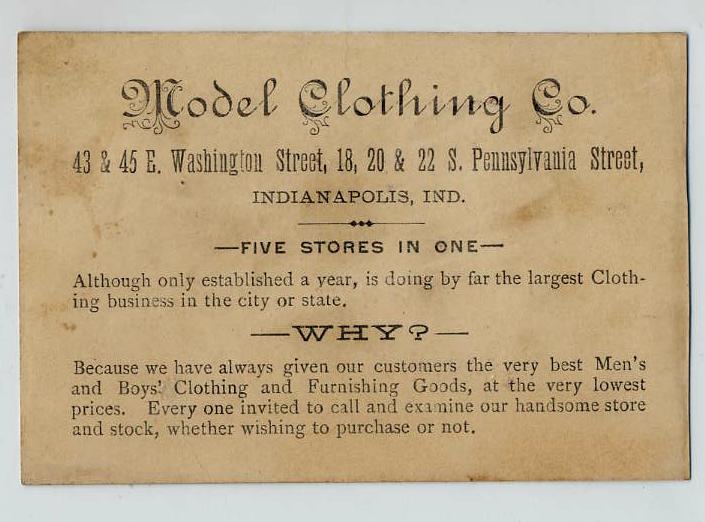 Model Clothing Co.
43 & 45 E. Washington Street, 18, 20 & 22 S. Pennsylvania Street,
INDIANAPOLIS, IND.
—FIVE STORES IN ONE—
Although only established a year, is doing by far the largest Cloth-
ing business in the city or state.
—WHY?—
Because we have always given our customers the very best Men's
and Boys' Clothing and Furnishing Goods, at the very lowest
prices. Every one invited to call and examine our handsome store
and stock, whether wishing to purchase or not.